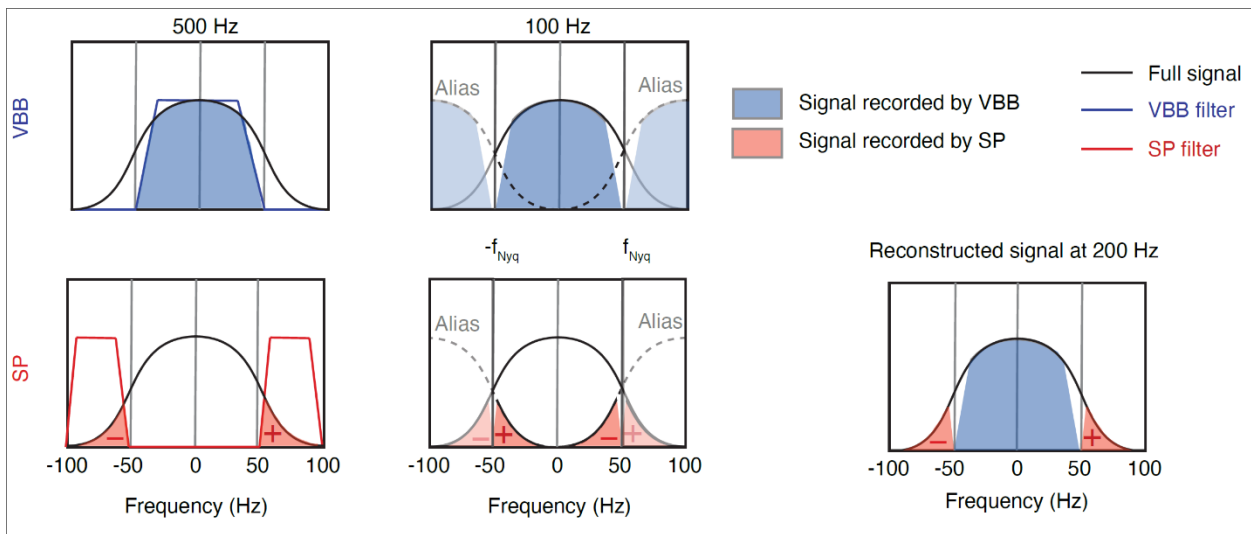 500 Hz
100 Hz
VBB
Alias
Alias
Signal recorded by VBB
Signal recorded by SP
Full signal
VBB filter
SP filter
-fNyq
fNyq
Reconstructed signal at 200 Hz
SP
Alias
Alias
− +
− + − +
− +
-100 -50 0 50 100
-100 -50 0 50 100
-100 -50 0 50 100
Frequency (Hz)
Frequency (Hz)
Frequency (Hz)